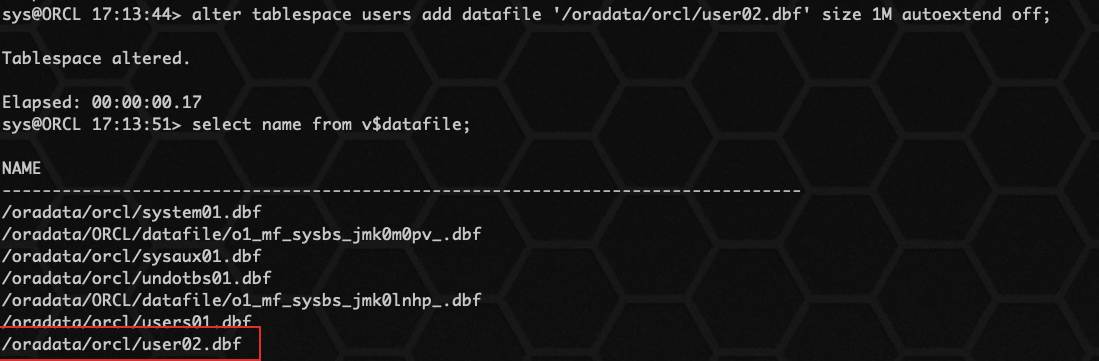 sys@ORCL 17:13:44> alter tablespace users add datafile '/oradata/orcl/user02.dbf' size 1M autoextend off;
Tablespace altered.
Elapsed: 00:00:00.17
sys@ORCL 17:13:51> select name from v$datafile;
NAME
--------------------------------------------------------------------------------
/oradata/orcl/system01.dbf
/oradata/ORCL/datafile/o1_mf_sysbs_jmk0m0pv_.dbf
/oradata/orcl/sysaux01.dbf
/oradata/orcl/undotbs01.dbf
/oradata/ORCL/datafile/o1_mf_sysbs_jmk0lnhp_.dbf
/oradata/orcl/users01.dbf
/oradata/orcl/user02.dbf